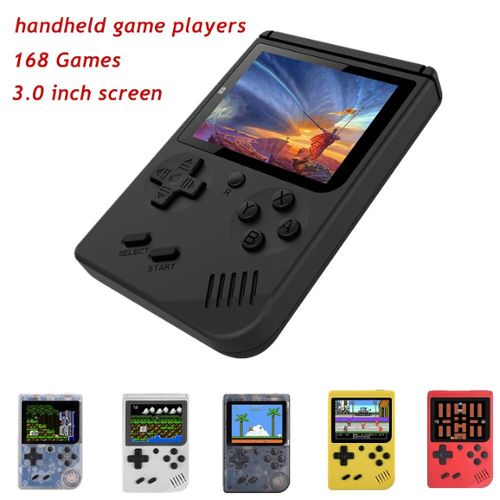 handheld game players
168 Games
3.0 inch screen
R
X
Y
A
B
SELECT
START